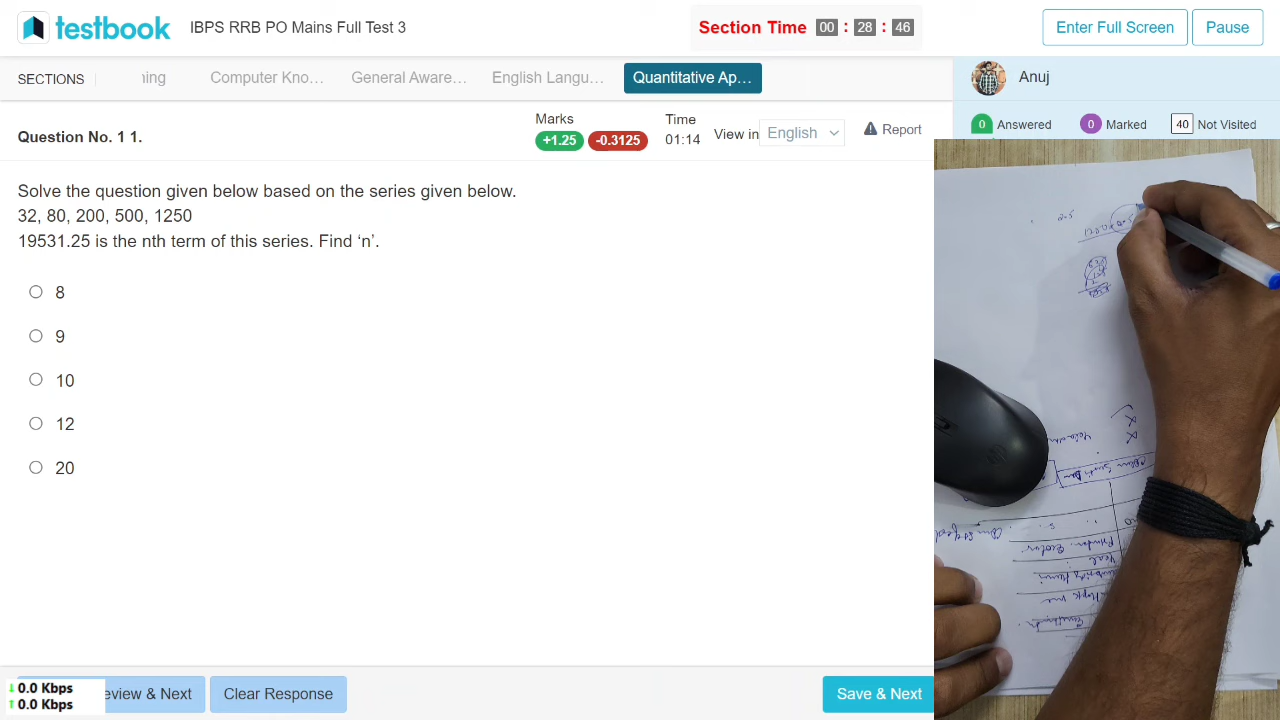 testbook
IBPS RRB PO Mains Full Test 3
Section Time 00 : 28 : 46
Enter Full Screen
Pause
SECTIONS
ning
Computer Kno...
General Aware...
English Langu...
Quantitative Ap...
Anuj
Question No. 1 1.
Marks
+1.25 -0.3125
Time
01:14
View in English
Report
0 Answered
0 Marked
40 Not Visited
Solve the question given below based on the series given below.
32, 80, 200, 500, 1250
19531.25 is the nth term of this series. Find ‘n’.
8
9
10
12
20
↓ 0.0 Kbps
↑ 0.0 Kbps
eview & Next
Clear Response
Save & Next